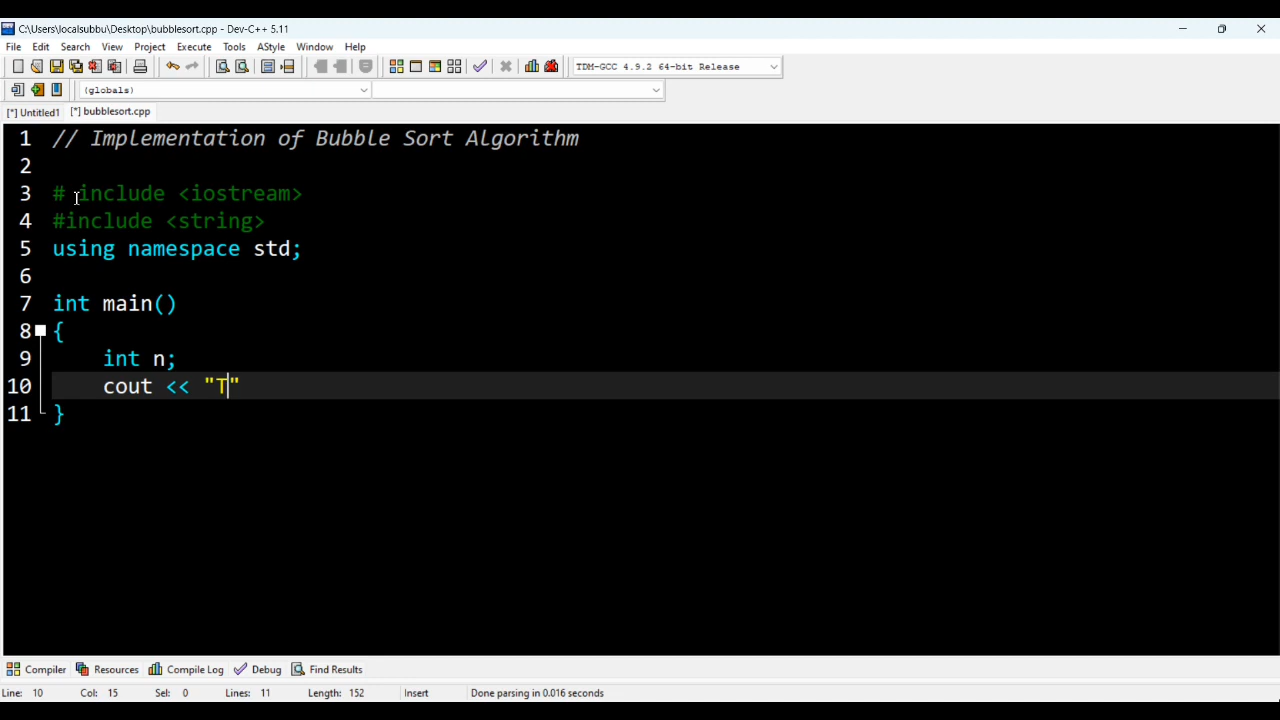 C:\Users\localsubbu\Desktop\bubblesort.cpp - Dev-C++ 5.11
File Edit Search View Project Execute Tools AStyle Window Help
TDM-GCC 4.9.2 64-bit Release
(globals)
[*] Untitled1 [*] bubblesort.cpp
1 // Implementation of Bubble Sort Algorithm
2
3 # include <iostream>
4 #include <string>
5 using namespace std;
6
7 int main()
8 {
9 int n;
10 cout << "T"
11 }
Compiler Resources Compile Log Debug Find Results
Line: 10 Col: 15 Sel: 0 Lines: 11 Length: 152 Insert Done parsing in 0.016 seconds